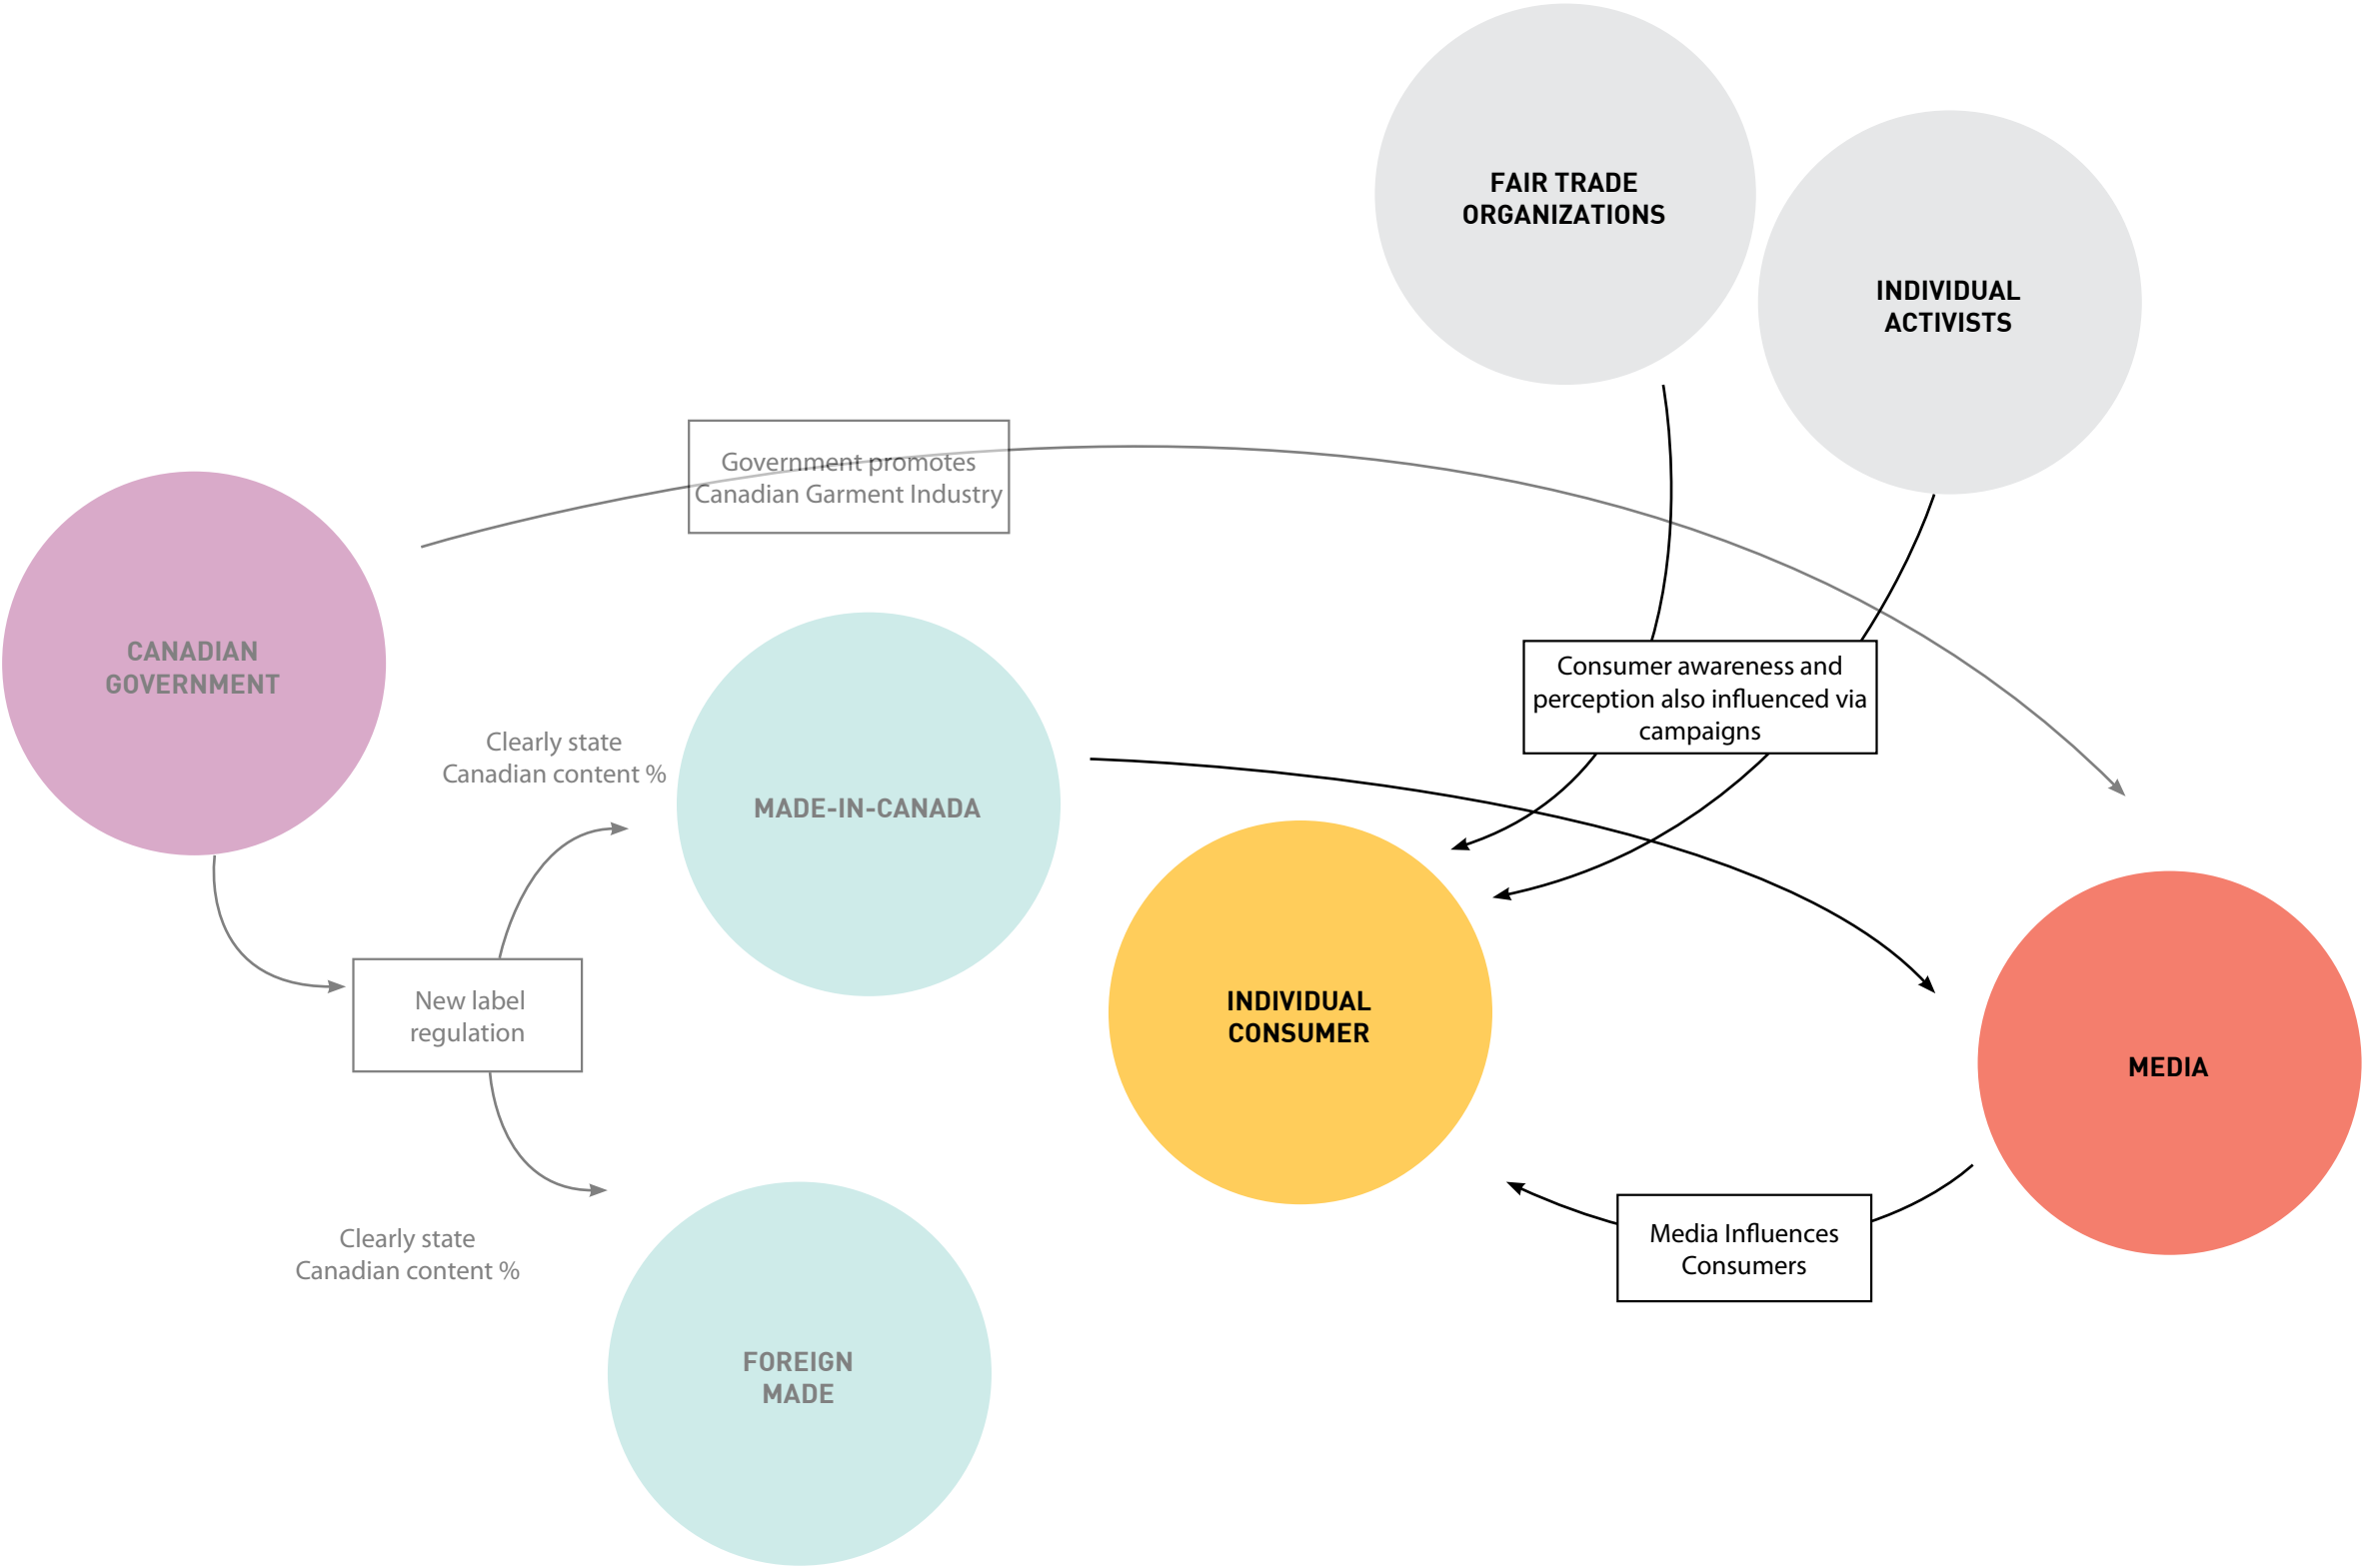 FAIR TRADE
ORGANIZATIONS
INDIVIDUAL
ACTIVISTS
Government promotes
Canadian Garment Industry
CANADIAN
GOVERNMENT
Consumer awareness and
perception also influenced via
campaigns
Clearly state
Canadian content %
MADE-IN-CANADA
New label
regulation
INDIVIDUAL
CONSUMER
MEDIA
Media Influences
Consumers
Clearly state
Canadian content %
FOREIGN
MADE